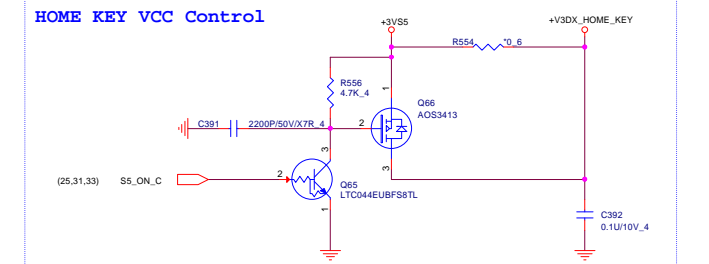 HOME KEY VCC Control
+3VS5
+V3DX_HOME_KEY
R554
*0_6
R556
4.7K_4
1
Q66
AOS3413
C391
2200P/50V/X7R_4
2
3
3
(25,31,33)
S5_ON_C
2
Q65
LTC044EUBFS8TL
1
C392
0.1U/10V_4